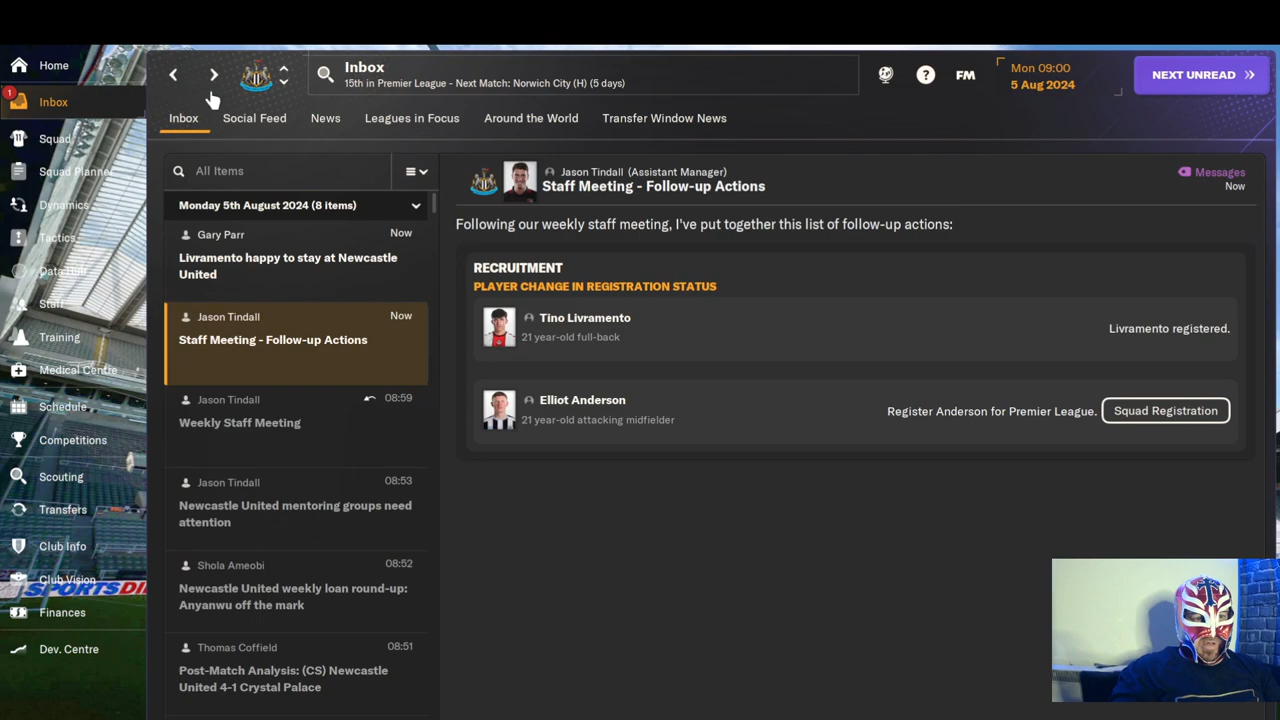 Home
1
Inbox
Squad
Squad Planner
Dynamics
Tactics
Data Hub
Staff
Training
Medical Centre
Schedule
Competitions
Scouting
Transfers
Club Info
Club Vision
Finances
Dev. Centre
SPORTS DI
Inbox
15th in Premier League - Next Match: Norwich City (H) (5 days)
?
FM
Mon 09:00
5 Aug 2024
NEXT UNREAD
Inbox Social Feed News Leagues in Focus Around the World Transfer Window News
All Items
Monday 5th August 2024 (8 items)
Gary Parr Now
Livramento happy to stay at Newcastle
United
Jason Tindall Now
Staff Meeting - Follow-up Actions
Jason Tindall 08:59
Weekly Staff Meeting
Jason Tindall 08:53
Newcastle United mentoring groups need
attention
Shola Ameobi 08:52
Newcastle United weekly loan round-up:
Anyanwu off the mark
Thomas Coffield 08:51
Post-Match Analysis: (CS) Newcastle
United 4-1 Crystal Palace
Jason Tindall (Assistant Manager)
Staff Meeting - Follow-up Actions
Messages
Now
Following our weekly staff meeting, I've put together this list of follow-up actions:
RECRUITMENT
PLAYER CHANGE IN REGISTRATION STATUS
Tino Livramento
21 year-old full-back
Livramento registered.
Elliot Anderson
21 year-old attacking midfielder
Register Anderson for Premier League. Squad Registration